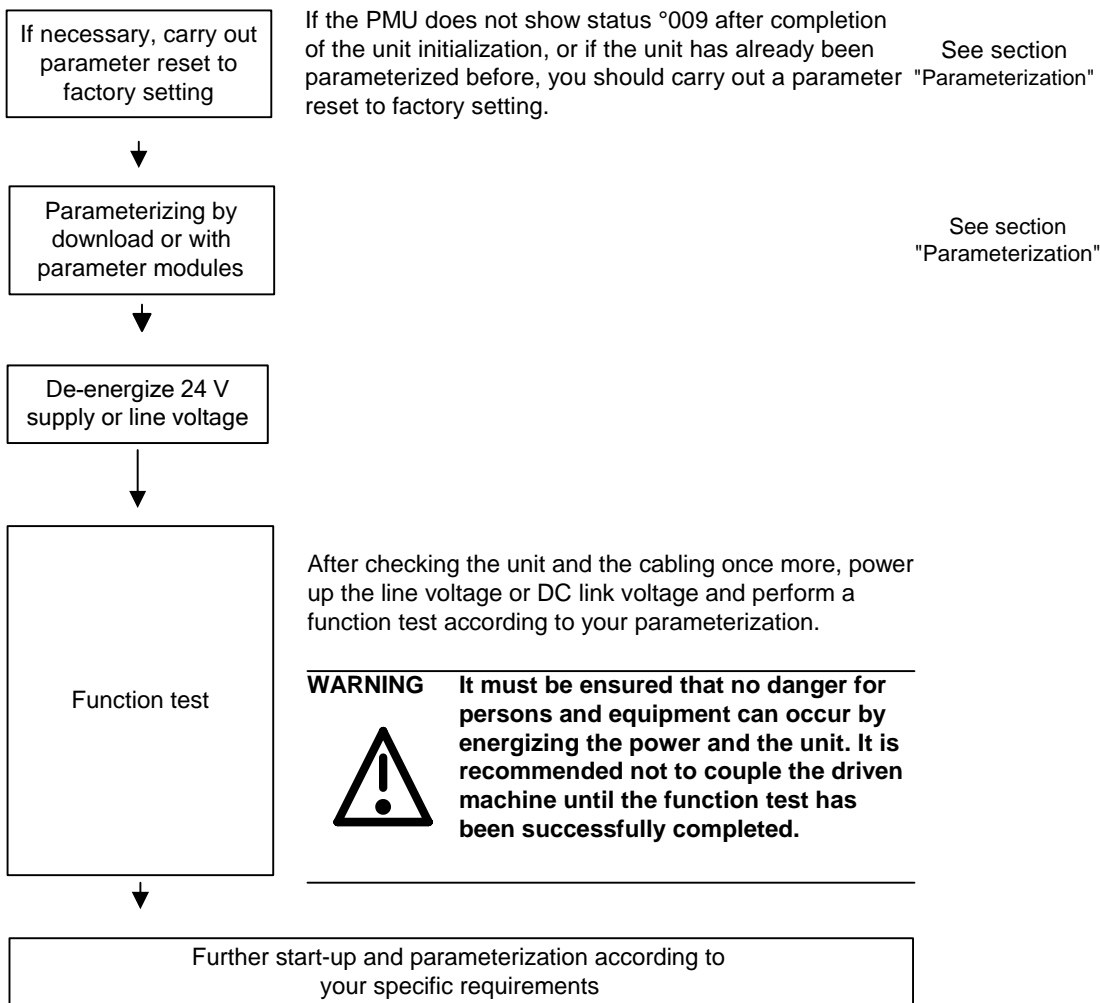 If necessary, carry out
parameter reset to
factory setting
If the PMU does not show status °009 after completion
of the unit initialization, or if the unit has already been
parameterized before, you should carry out a parameter
reset to factory setting.
See section
"Parameterization"
Parameterizing by
download or with
parameter modules
See section
"Parameterization"
De-energize 24 V
supply or line voltage
Function test
After checking the unit and the cabling once more, power
up the line voltage or DC link voltage and perform a
function test according to your parameterization.
WARNING
It must be ensured that no danger for
persons and equipment can occur by
energizing the power and the unit. It is
recommended not to couple the driven
machine until the function test has
been successfully completed.
Further start-up and parameterization according to
your specific requirements